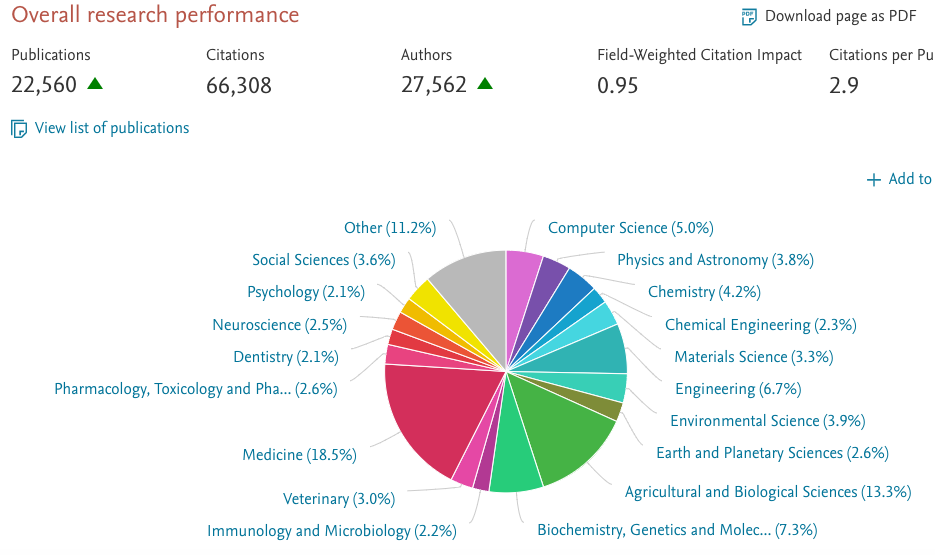 Overall research performance
Download page as PDF
Publications
Citations
Authors
Field-Weighted Citation Impact
Citations per Pu
22,560
66,308
27,562
0.95
2.9
View list of publications
+ Add to
Other (11.2%)
Computer Science (5.0%)
Social Sciences (3.6%)
Physics and Astronomy (3.8%)
Psychology (2.1%)
Chemistry (4.2%)
Neuroscience (2.5%)
Chemical Engineering (2.3%)
Dentistry (2.1%)
Materials Science (3.3%)
Pharmacology, Toxicology and Pha... (2.6%)
Engineering (6.7%)
Environmental Science (3.9%)
Medicine (18.5%)
Earth and Planetary Sciences (2.6%)
Veterinary (3.0%)
Agricultural and Biological Sciences (13.3%)
Immunology and Microbiology (2.2%)
Biochemistry, Genetics and Molec... (7.3%)